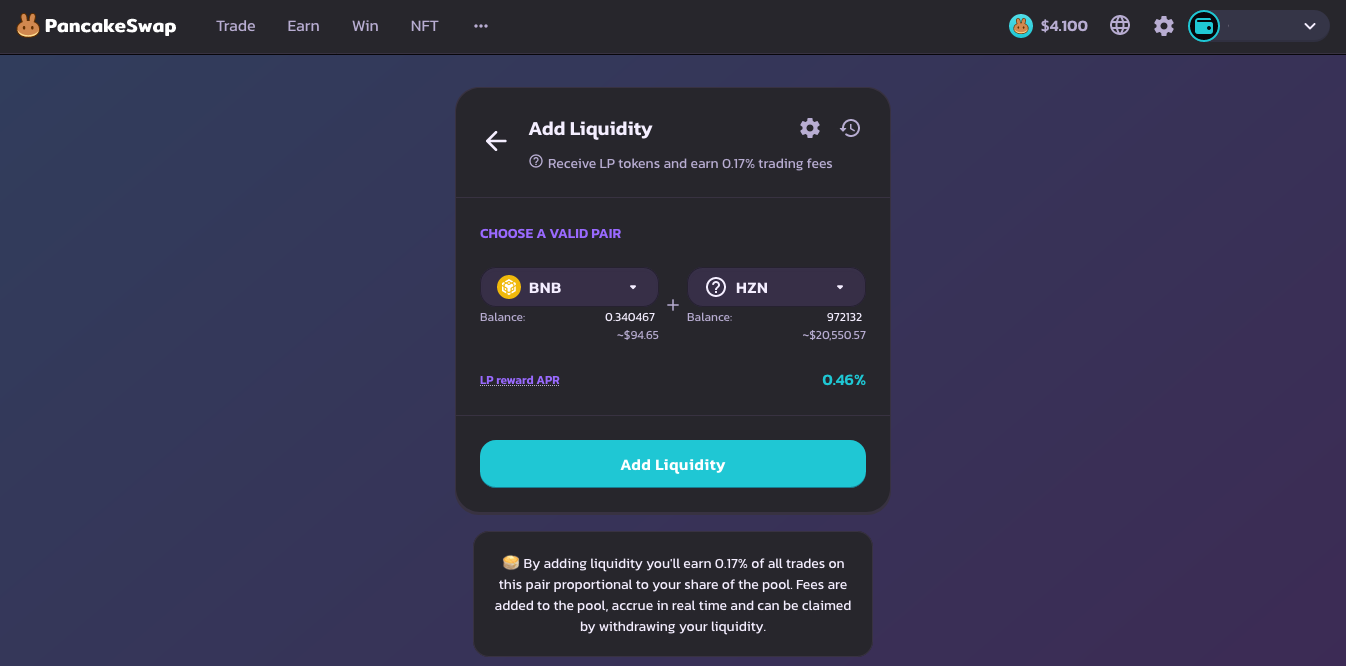 PancakeSwap Trade Earn Win NFT ... $4.100
Add Liquidity
Receive LP tokens and earn 0.17% trading fees
CHOOSE A VALID PAIR
BNB HZN
+
Balance: 0.340467 Balance: 972132
~$94.65 ~$20,550.57
LP reward APR 0.46%
Add Liquidity
By adding liquidity you'll earn 0.17% of all trades on
this pair proportional to your share of the pool. Fees are
added to the pool, accrue in real time and can be claimed
by withdrawing your liquidity.